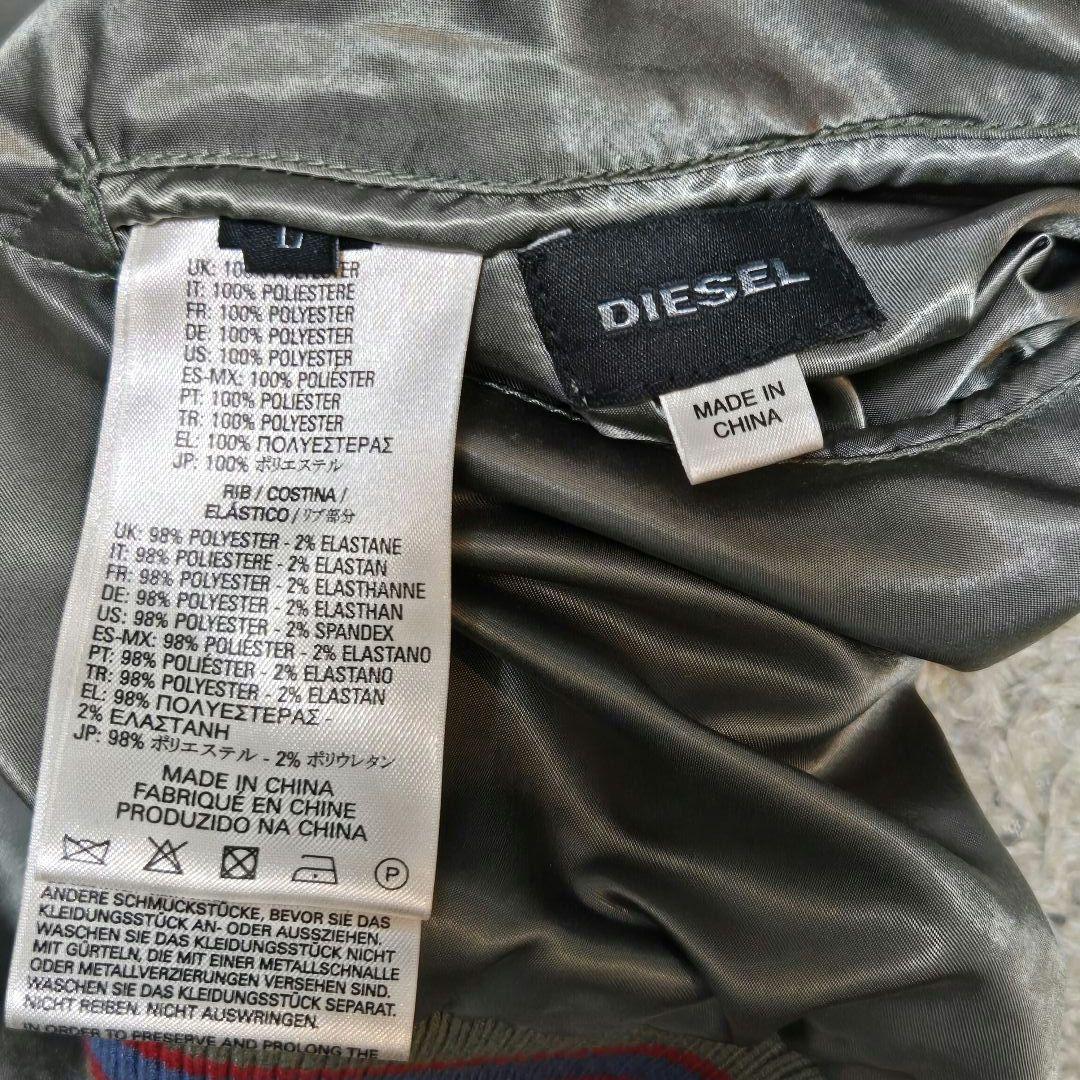 L
UK: 100% POLYESTER
IT: 100% POLIESTERE
FR: 100% POLYESTER
DE: 100% POLYESTER
US: 100% POLYESTER
ES-MX: 100% POLIÉSTER
PT: 100% POLIÉSTER
TR: 100% POLYESTER
EL: 100% ΠΟΛΥΕΣΤΕΡΑΣ
JP: 100% ポリエステル
RIB / COSTINA /
ELÁSTICO / リブ部分
UK: 98% POLYESTER - 2% ELASTANE
IT: 98% POLIESTERE - 2% ELASTAN
FR: 98% POLYESTER - 2% ELASTHANNE
DE: 98% POLYESTER - 2% ELASTHAN
US: 98% POLYESTER - 2% SPANDEX
ES-MX: 98% POLIÉSTER - 2% ELASTANO
PT: 98% POLIÉSTER - 2% ELASTANO
TR: 98% POLYESTER - 2% ELASTAN
EL: 98% ΠΟΛΥΕΣΤΕΡΑΣ -
2% ΕΛΑΣΤΑΝΗ
JP: 98% ポリエステル - 2% ポリウレタン
MADE IN CHINA
FABRIQUÉ EN CHINE
PRODUZIDO NA CHINA
P
ANDERE SCHMUCKSTÜCKE, BEVOR SIE DAS
KLEIDUNGSSTÜCK AN- ODER AUSZIEHEN.
WASCHEN SIE DAS KLEIDUNGSSTÜCK NICHT
MIT GÜRTELN, DIE MIT EINER METALLSCHNALLE
ODER METALLVERZIERUNGEN VERSEHEN SIND.
WASCHEN SIE DAS KLEIDUNGSSTÜCK SEPARAT.
NICHT REIBEN. NICHT AUSWRINGEN.
IN ORDER TO PRESERVE AND PROLONG THE
DIESEL
MADE IN
CHINA